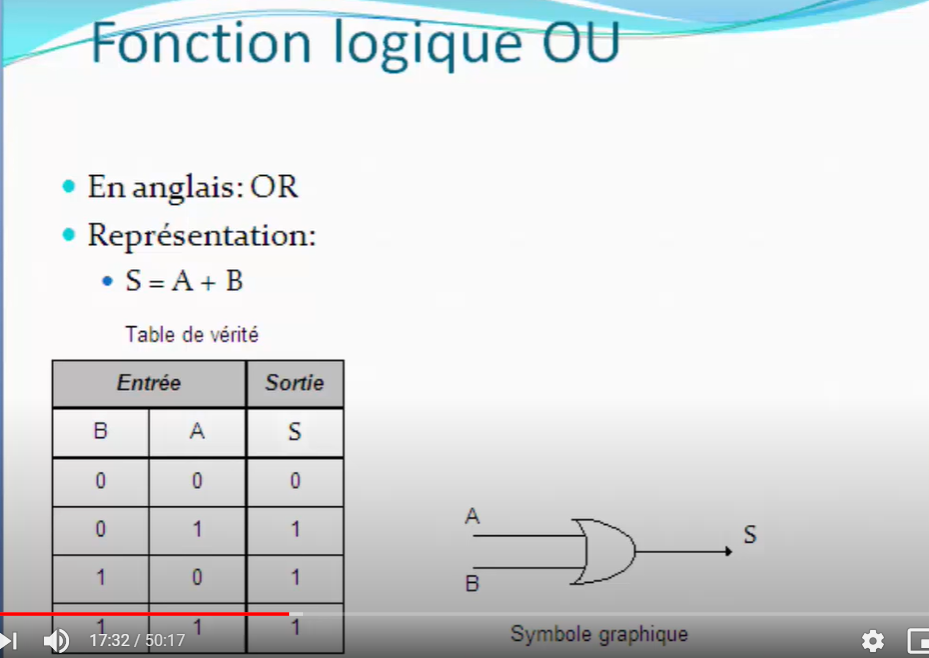 Fonction logique OU
En anglais: OR
Représentation:
S = A + B
Table de vérité
Entrée Sortie
B A S
0 0 0
0 1 1
1 0 1
1 1 1
A
B
S
Symbole graphique
17:32 / 50:17